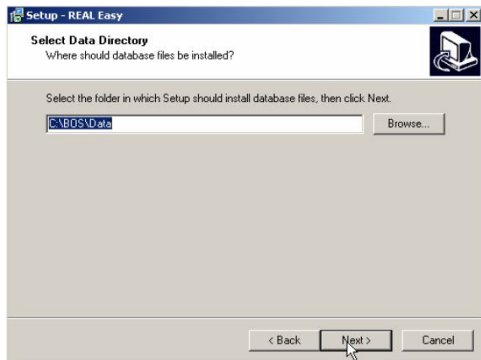 Setup - REAL Easy
Select Data Directory
Where should database files be installed?
Select the folder in which Setup should install database files, then click Next.
C:\BOS\Data
Browse...
< Back
Next >
Cancel